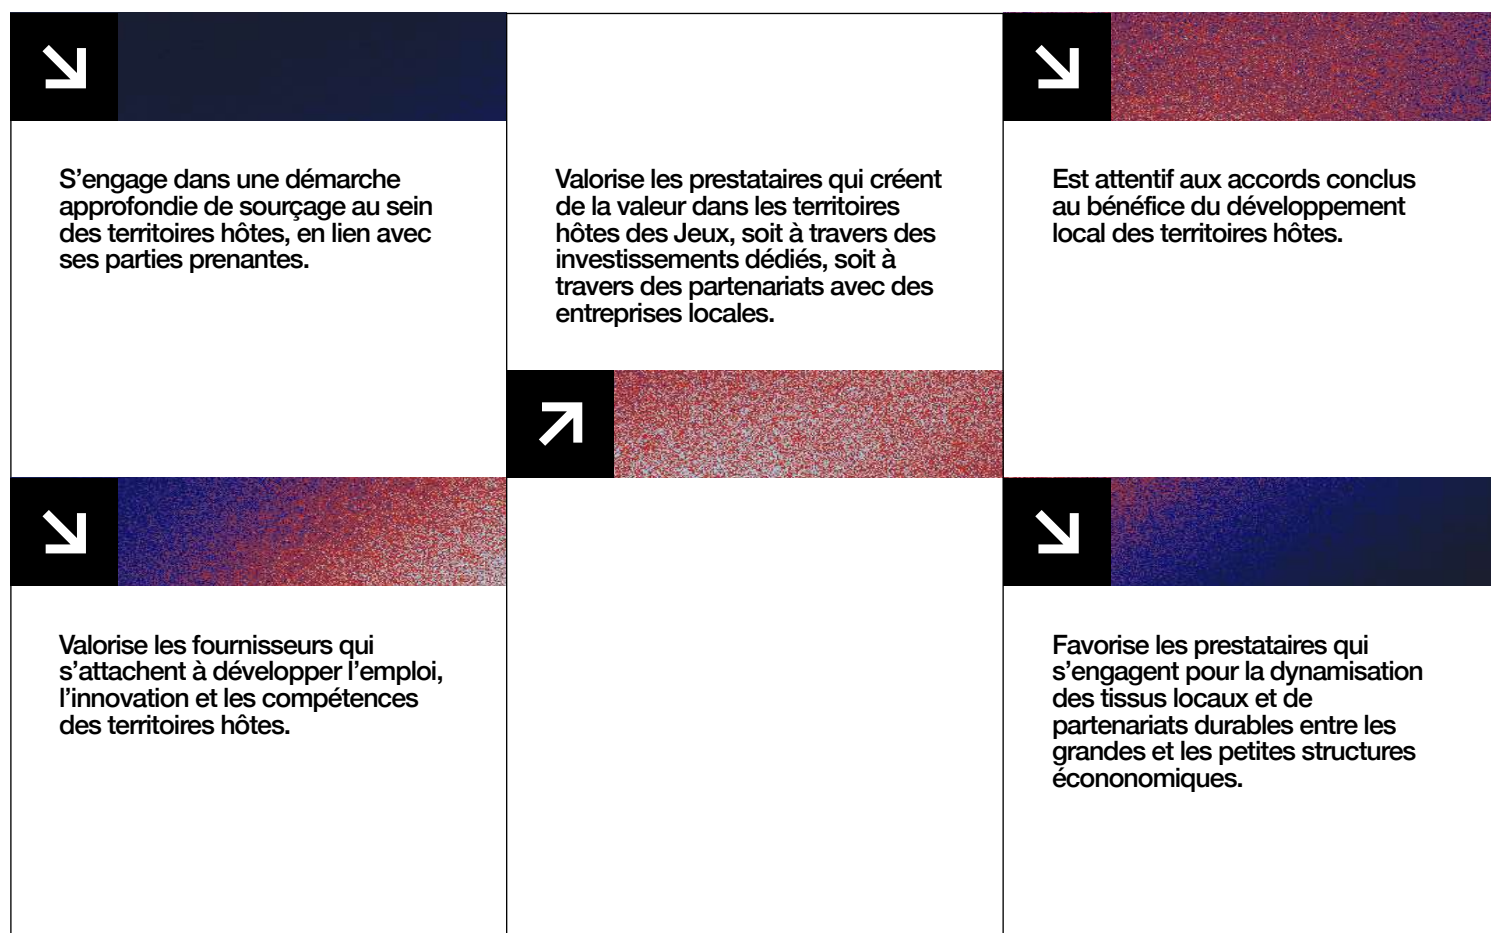 S’engage dans une démarche
approfondie de sourçage au sein
des territoires hôtes, en lien avec
ses parties prenantes.
Valorise les prestataires qui créent
de la valeur dans les territoires
hôtes des Jeux, soit à travers des
investissements dédiés, soit à
travers des partenariats avec des
entreprises locales.
Est attentif aux accords conclus
au bénéfice du développement
local des territoires hôtes.
Valorise les fournisseurs qui
s’attachent à développer l’emploi,
l’innovation et les compétences
des territoires hôtes.
Favorise les prestataires qui
s’engagent pour la dynamisation
des tissus locaux et de
partenariats durables entre les
grandes et les petites structures
écononomiques.